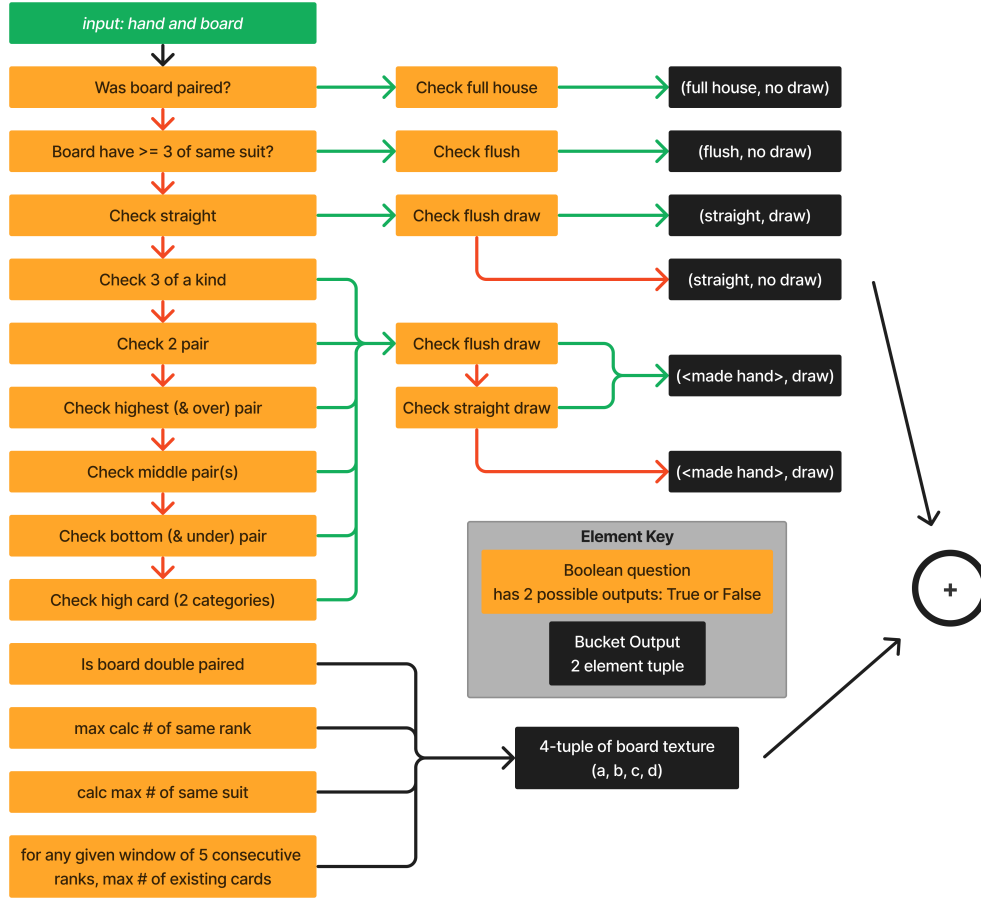 input: hand and board
Was board paired?
Check full house
(full house, no draw)
Board have >= 3 of same suit?
Check flush
(flush, no draw)
Check straight
Check flush draw
(straight, draw)
Check 3 of a kind
(straight, no draw)
Check 2 pair
Check flush draw
(<made hand>, draw)
Check highest (& over) pair
Check straight draw
Check middle pair(s)
(<made hand>, draw)
Check bottom (& under) pair
Check high card (2 categories)
Element Key
Boolean question
has 2 possible outputs: True or False
Bucket Output
2 element tuple
+
Is board double paired
max calc # of same rank
calc max # of same suit
for any given window of 5 consecutive
ranks, max # of existing cards
4-tuple of board texture
(a, b, c, d)